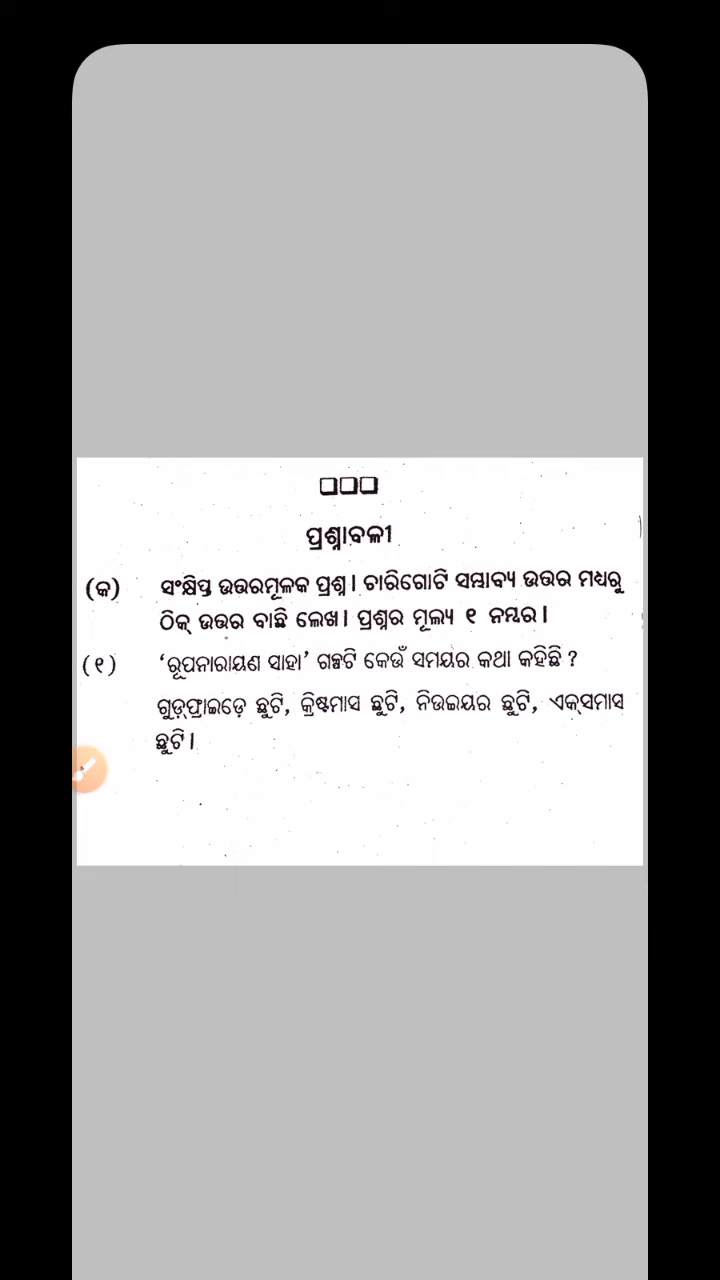 ❑❑❑
ପ୍ରଶ୍ନାବଳୀ
(କ) ସଂକ୍ଷିପ୍ତ ଉତ୍ତରମୂଳକ ପ୍ରଶ୍ନ। ଚାରିଗୋଟି ସମ୍ଭାବ୍ୟ ଉତ୍ତର ମଧ୍ୟରୁ
ଠିକ୍ ଉତ୍ତର ବାଛି ଲେଖ। ପ୍ରଶ୍ନର ମୂଲ୍ୟ ୧ ନମ୍ବର।
(୧) ‘ରୂପନାରାୟଣ ସାହା’ ଗଳ୍ପଟି କେଉଁ ସମୟର କଥା କହିଛି ?
ଗୁଡ଼୍‌ଫ୍ରାଇଡ଼େ ଛୁଟି, କ୍ରିଷ୍ଟମାସ ଛୁଟି, ନିଉଇୟର ଛୁଟି, ଏକ୍‌ସମାସ
ଛୁଟି।